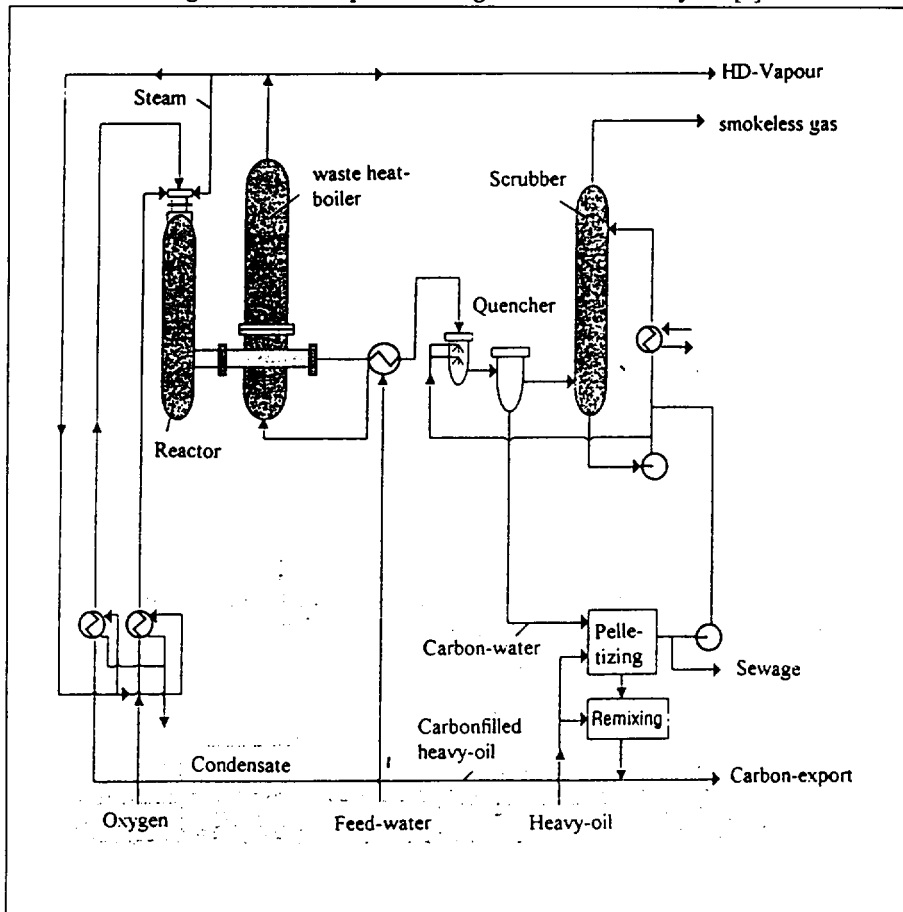 HD-Vapour
Steam
smokeless gas
waste heat-
boiler
Scrubber
Quencher
Reactor
Carbon-water
Pelle-
tizing
Sewage
Remixing
Carbonfilled
heavy-oil
Condensate
Carbon-export
Oxygen
Feed-water
Heavy-oil